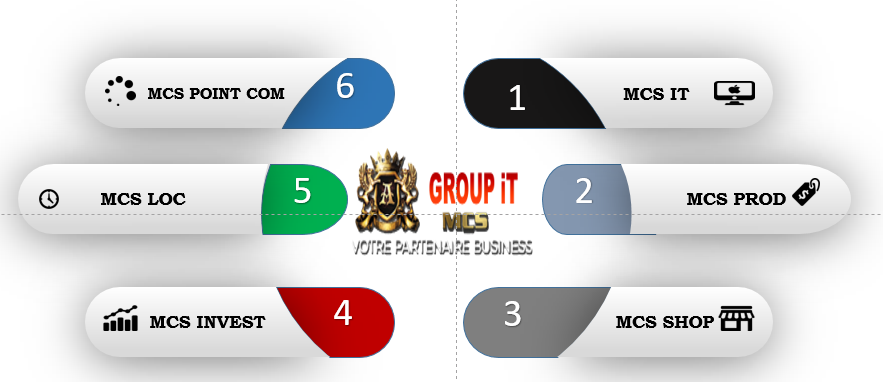 6
MCS POINT COM
1
MCS IT
5
MCS LOC
A
GROUP iT
MCS
VOTRE PARTENAIRE BUSINESS
2
MCS PROD
$
4
MCS INVEST
3
MCS SHOP